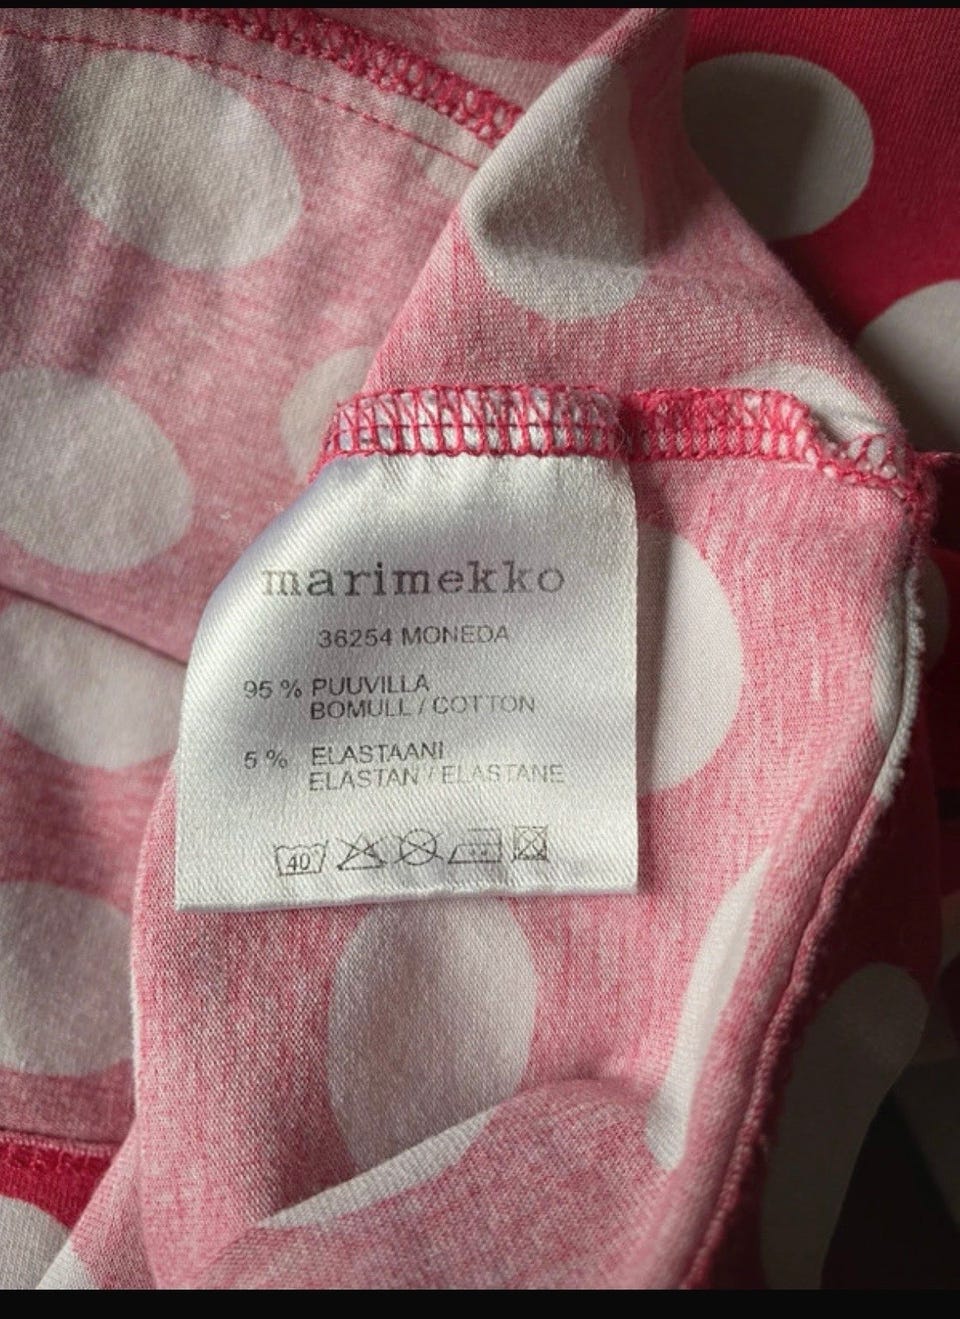 marimekko
36254 MONEDA
95 % PUUVILLA
BOMULL / COTTON
5 % ELASTAANI
ELASTAN / ELASTANE
40